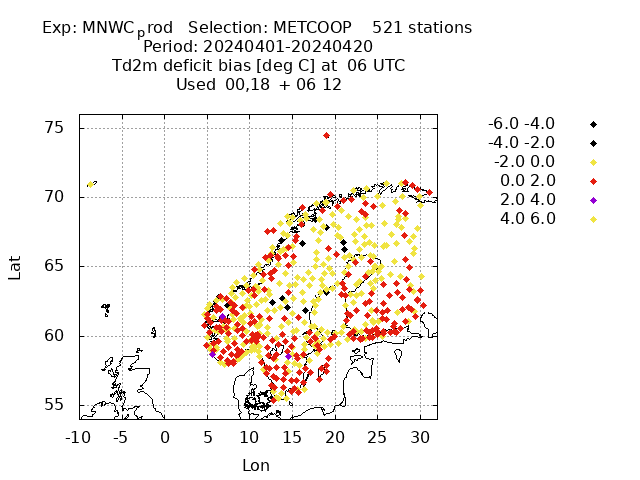 Exp: MNWCprod Selection: METCOOP 521 stations
Period: 20240401-20240420
Td2m deficit bias [deg C] at 06 UTC
Used 00,18 + 06 12
75
70
65
60
55
-10 -5 0 5 10 15 20 25 30
Lat
Lon
-6.0 -4.0
-4.0 -2.0
-2.0 0.0
0.0 2.0
2.0 4.0
4.0 6.0